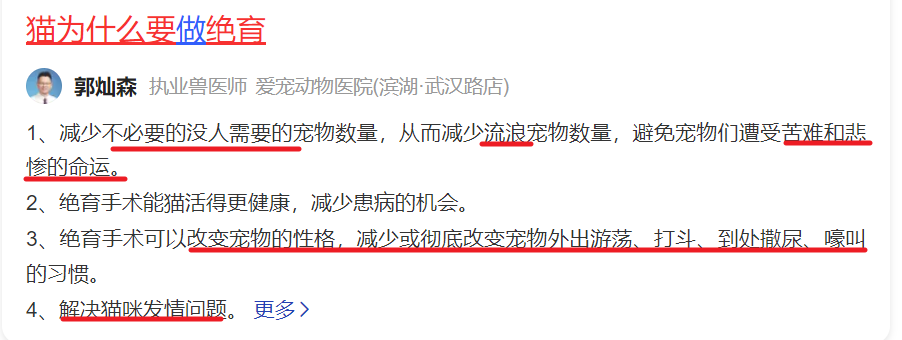 猫为什么要做绝育
郭灿森 执业兽医师 爱宠动物医院(滨湖·武汉路店)
1、减少不必要的没人需要的宠物数量，从而减少流浪宠物数量，避免宠物们遭受苦难和悲
惨的命运。
2、绝育手术能猫活得更健康，减少患病的机会。
3、绝育手术可以改变宠物的性格，减少或彻底改变宠物外出游荡、打斗、到处撒尿、嚎叫
的习惯。
4、解决猫咪发情问题。 更多>